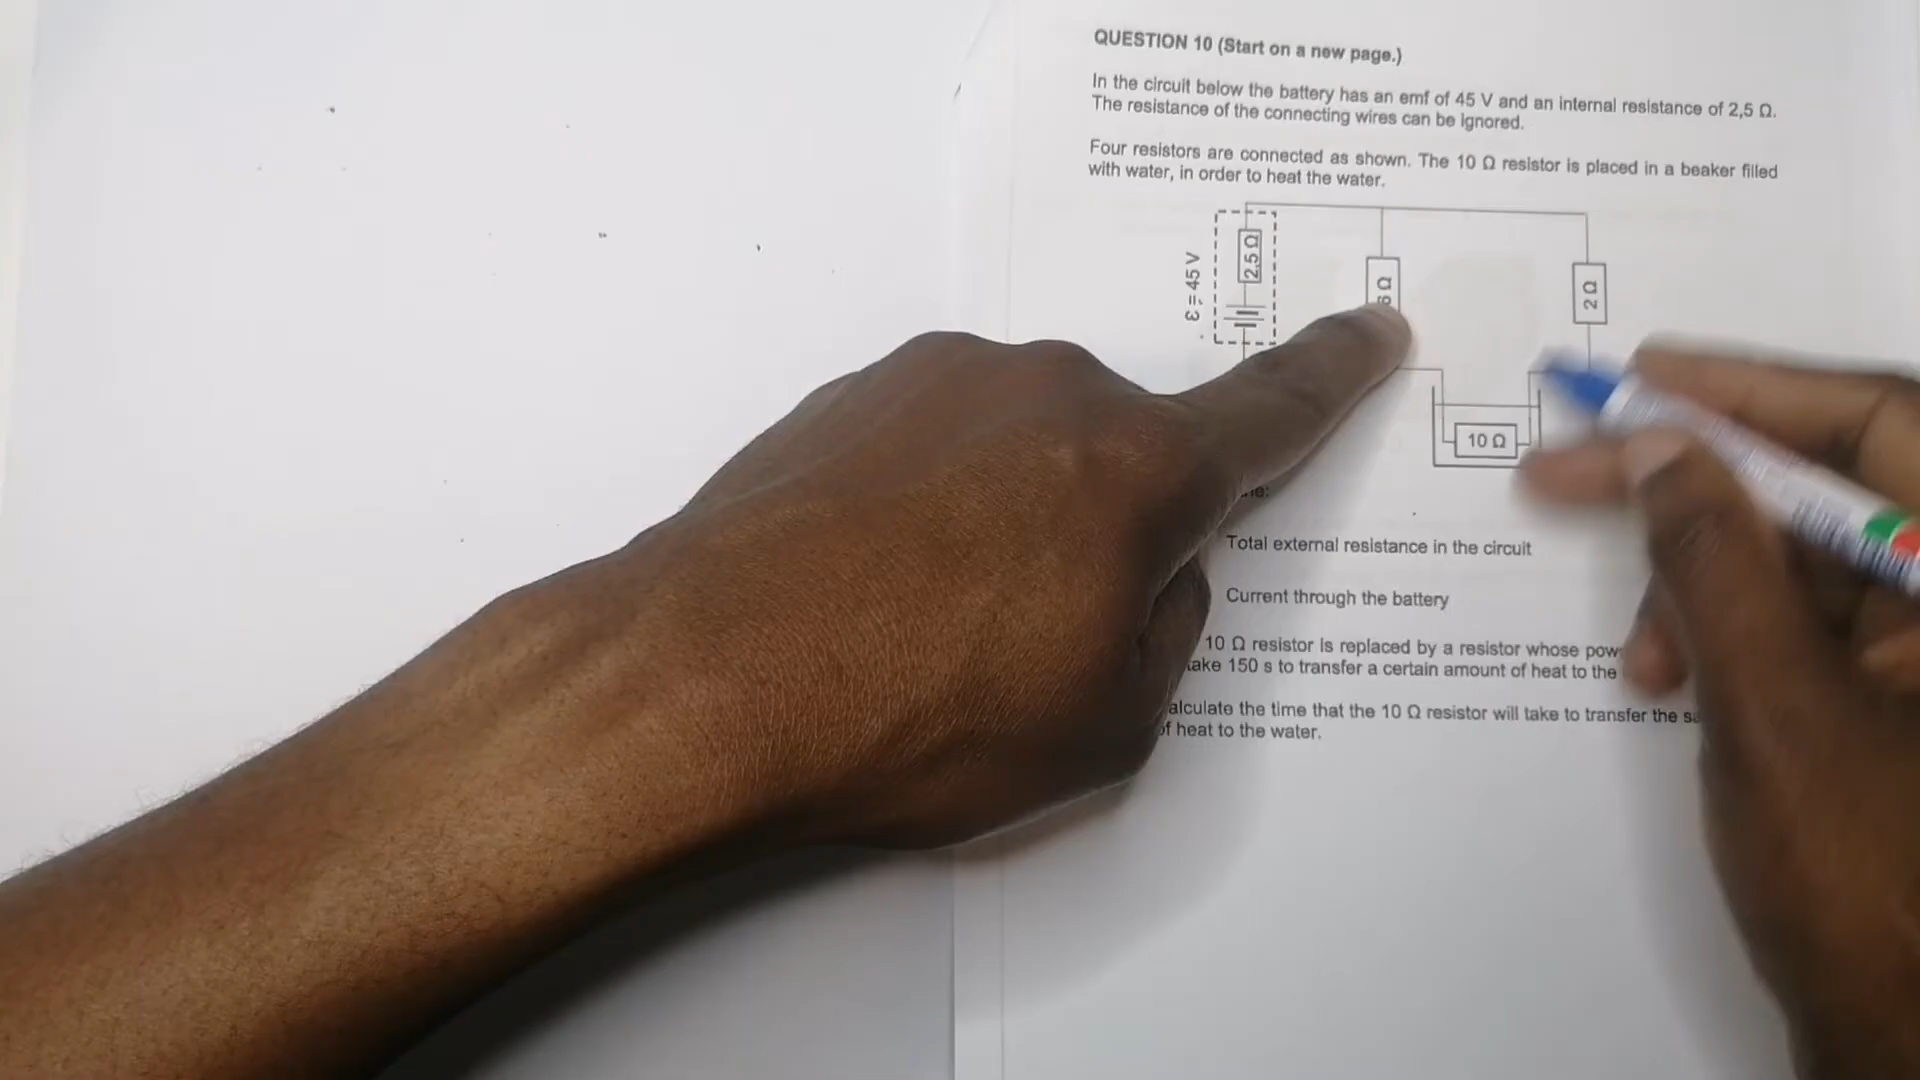 QUESTION 10 (Start on a new page.)
In the circuit below the battery has an emf of 45 V and an internal resistance of 2,5 Ω.
The resistance of the connecting wires can be ignored.
Four resistors are connected as shown. The 10 Ω resistor is placed in a beaker filled
with water, in order to heat the water.
ε = 45 V
2,5 Ω
6 Ω
2 Ω
10 Ω
Total external resistance in the circuit
Current through the battery
10 Ω resistor is replaced by a resistor whose
take 150 s to transfer a certain amount of heat to the
alculate the time that the 10 Ω resistor will take to transfer the
of heat to the water.